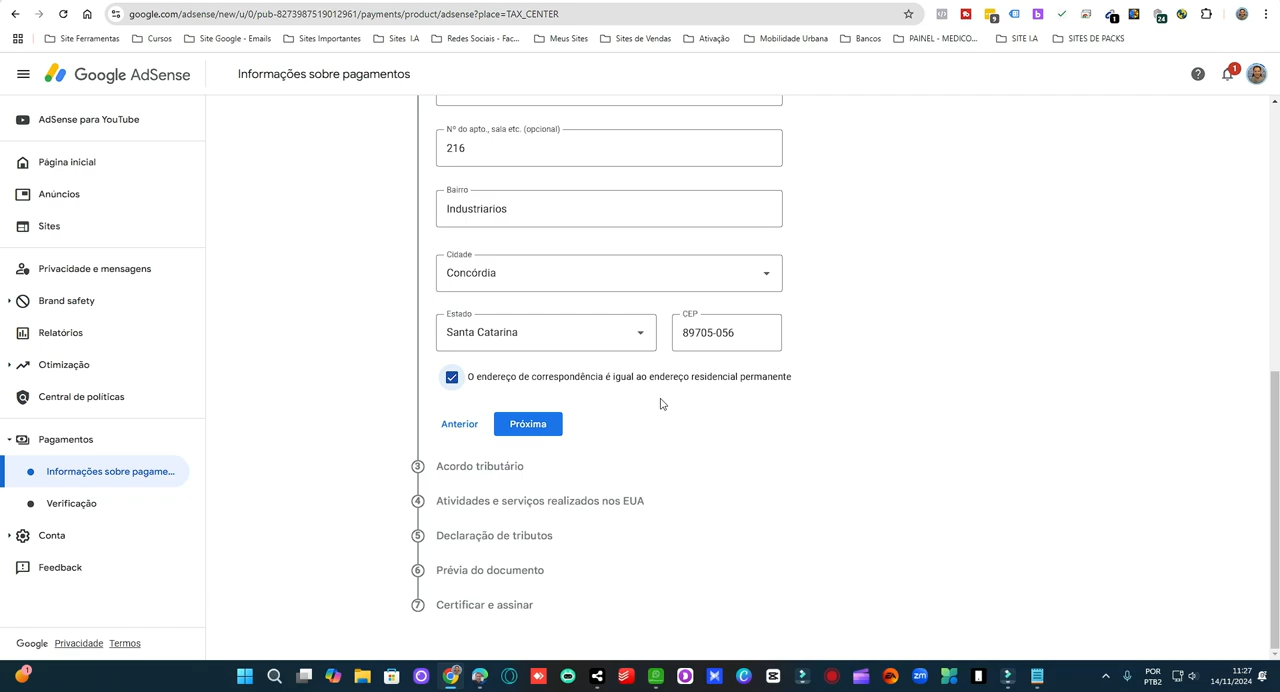 google.com/adsense/new/u/0/pub-8273987519012961/payments/product/adsense?place=TAX_CENTER
1
9
24
Site Ferramentas
Cursos
Site Google - Emails
Sites Importantes
Sites I.A
Redes Sociais - Fac...
Meus Sites
Sites de Vendas
Ativação
Mobilidade Urbana
Bancos
PAINEL - MEDICO...
SITE I.A
SITES DE PACKS
Google AdSense
Informações sobre pagamentos
1
AdSense para YouTube
Página inicial
Anúncios
Sites
Privacidade e mensagens
Brand safety
Relatórios
Otimização
Central de políticas
Pagamentos
Informações sobre pagame...
Verificação
Conta
Feedback
Google Privacidade Termos
Nº do apto., sala etc. (opcional)
216
Bairro
Industriarios
Cidade
Concórdia
Estado
Santa Catarina
CEP
89705-056
O endereço de correspondência é igual ao endereço residencial permanente
Anterior
Próxima
3 Acordo tributário
4 Atividades e serviços realizados nos EUA
5 Declaração de tributos
6 Prévia do documento
7 Certificar e assinar
1
POR
PTB2
11:27
14/11/2024